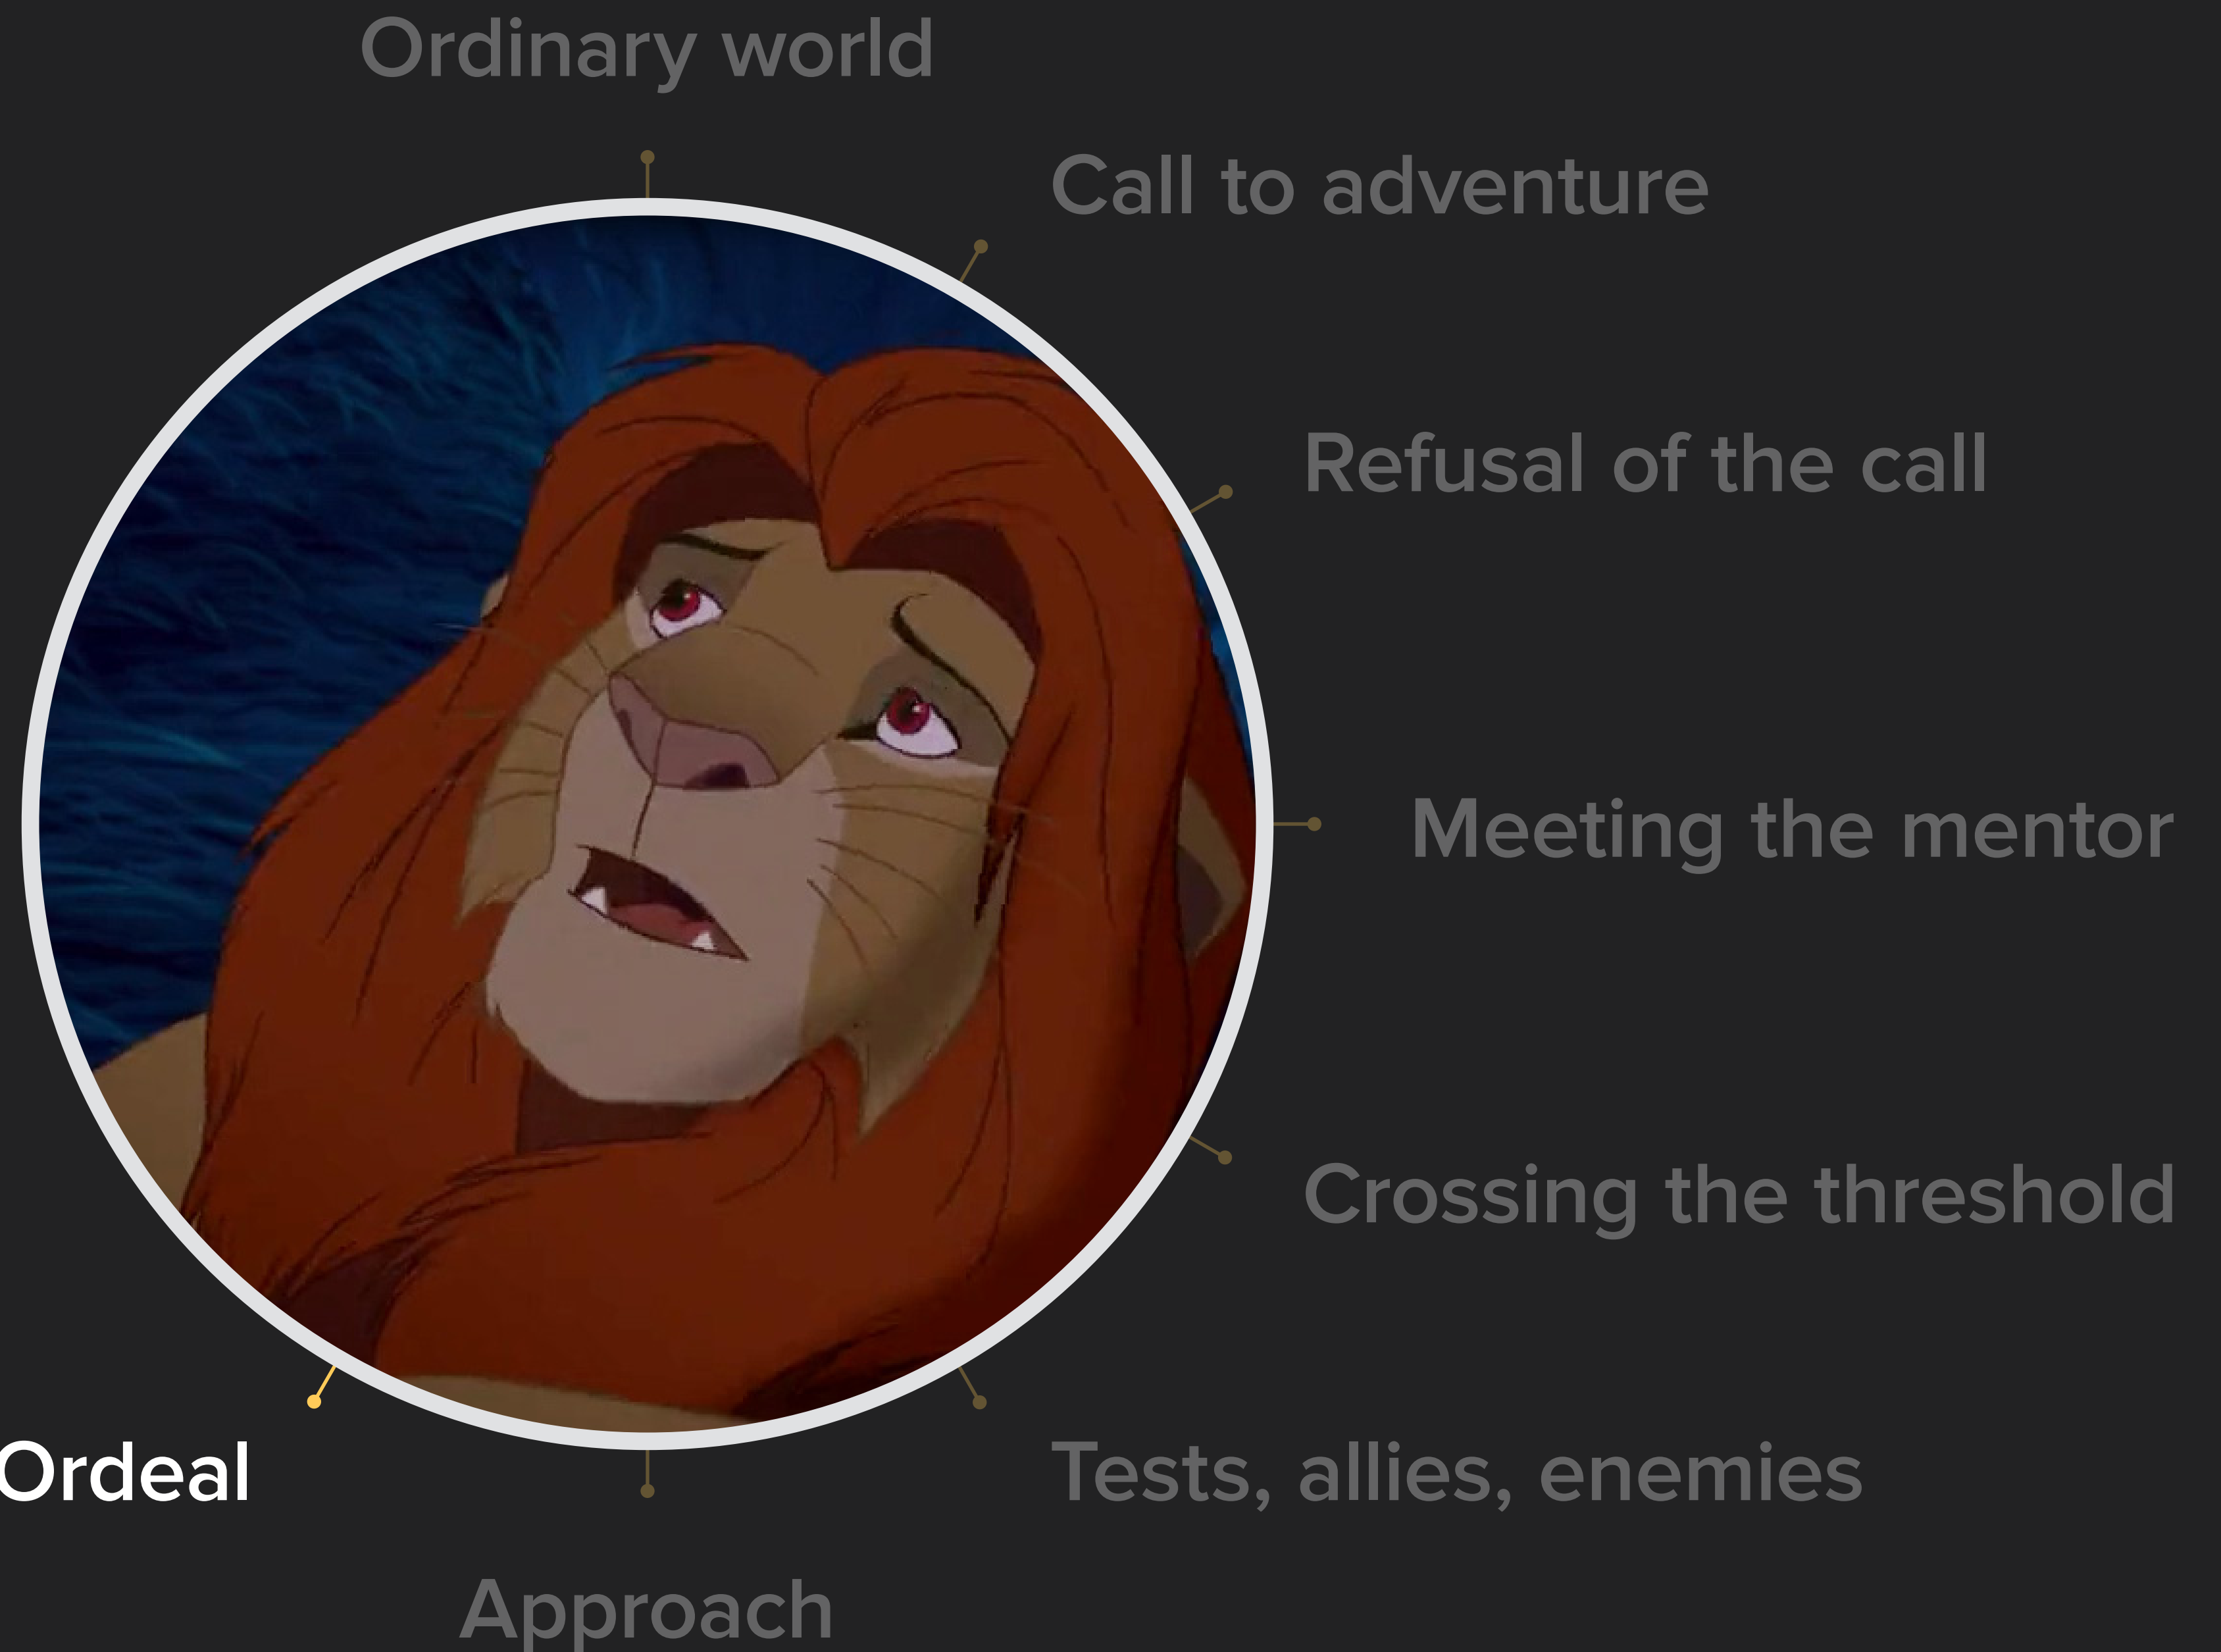 Ordinary world
Call to adventure
Refusal of the call
Meeting the mentor
Crossing the threshold
Tests, allies, enemies
Approach
Ordeal